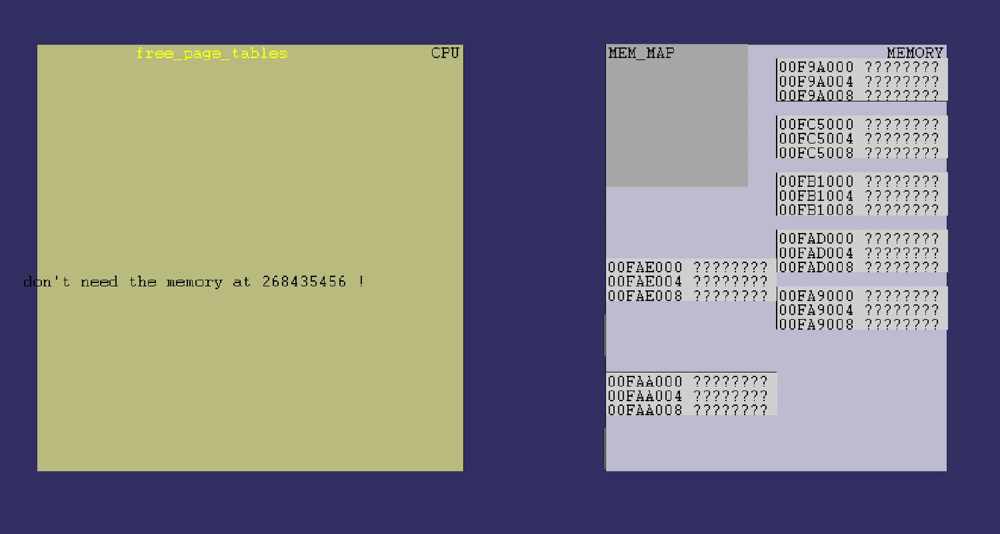 free_page_tables
CPU
don't need the memory at 268435456 !
MEM_MAP
MEMORY
00F9A000 ????????
00F9A004 ????????
00F9A008 ????????
00FC5000 ????????
00FC5004 ????????
00FC5008 ????????
00FB1000 ????????
00FB1004 ????????
00FB1008 ????????
00FAD000 ????????
00FAD004 ????????
00FAD008 ????????
00FAE000 ????????
00FAE004 ????????
00FAE008 ????????
00FA9000 ????????
00FA9004 ????????
00FA9008 ????????
00FAA000 ????????
00FAA004 ????????
00FAA008 ????????